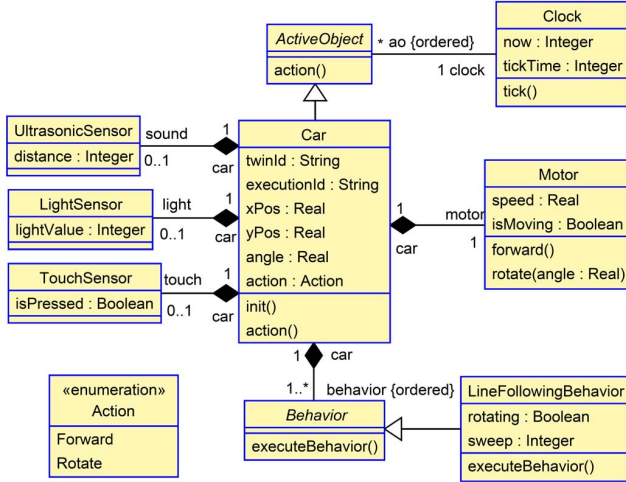 Clock
now : Integer
tickTime : Integer
tick()
ActiveObject
action()
* ao {ordered}
1 clock
UltrasonicSensor
distance : Integer
sound
0..1
1
car
LightSensor
lightValue : Integer
light
0..1
1
car
TouchSensor
isPressed : Boolean
touch
0..1
1
car
Car
twinId : String
executionId : String
xPos : Real
yPos : Real
angle : Real
action : Action
init()
action()
1
car
motor
1
Motor
speed : Real
isMoving : Boolean
forward()
rotate(angle : Real)
1
car
1..*
behavior {ordered}
«enumeration»
Action
Forward
Rotate
Behavior
executeBehavior()
LineFollowingBehavior
rotating : Boolean
sweep : Integer
executeBehavior()